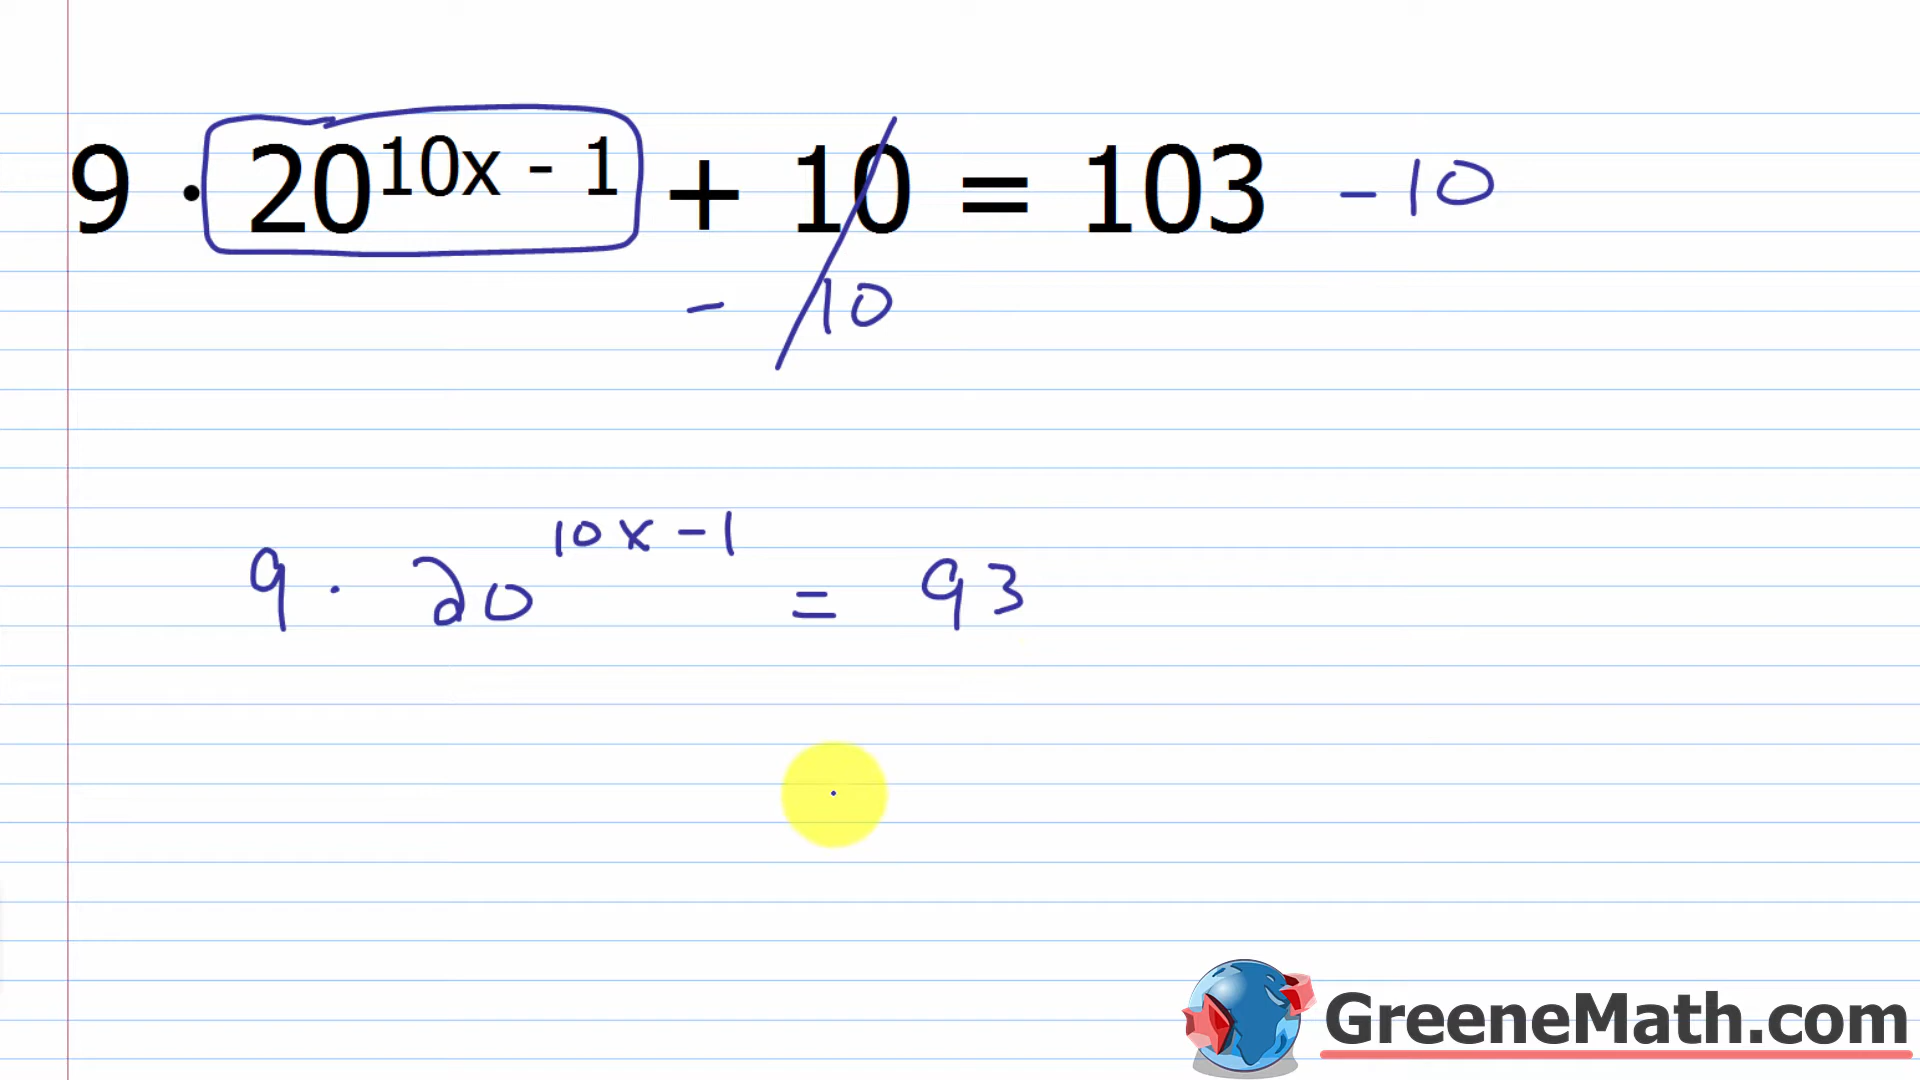 9 · 20^(10x - 1) + 10 = 103 - 10
- 10
9 · 20^(10x - 1) = 93
GreeneMath.com